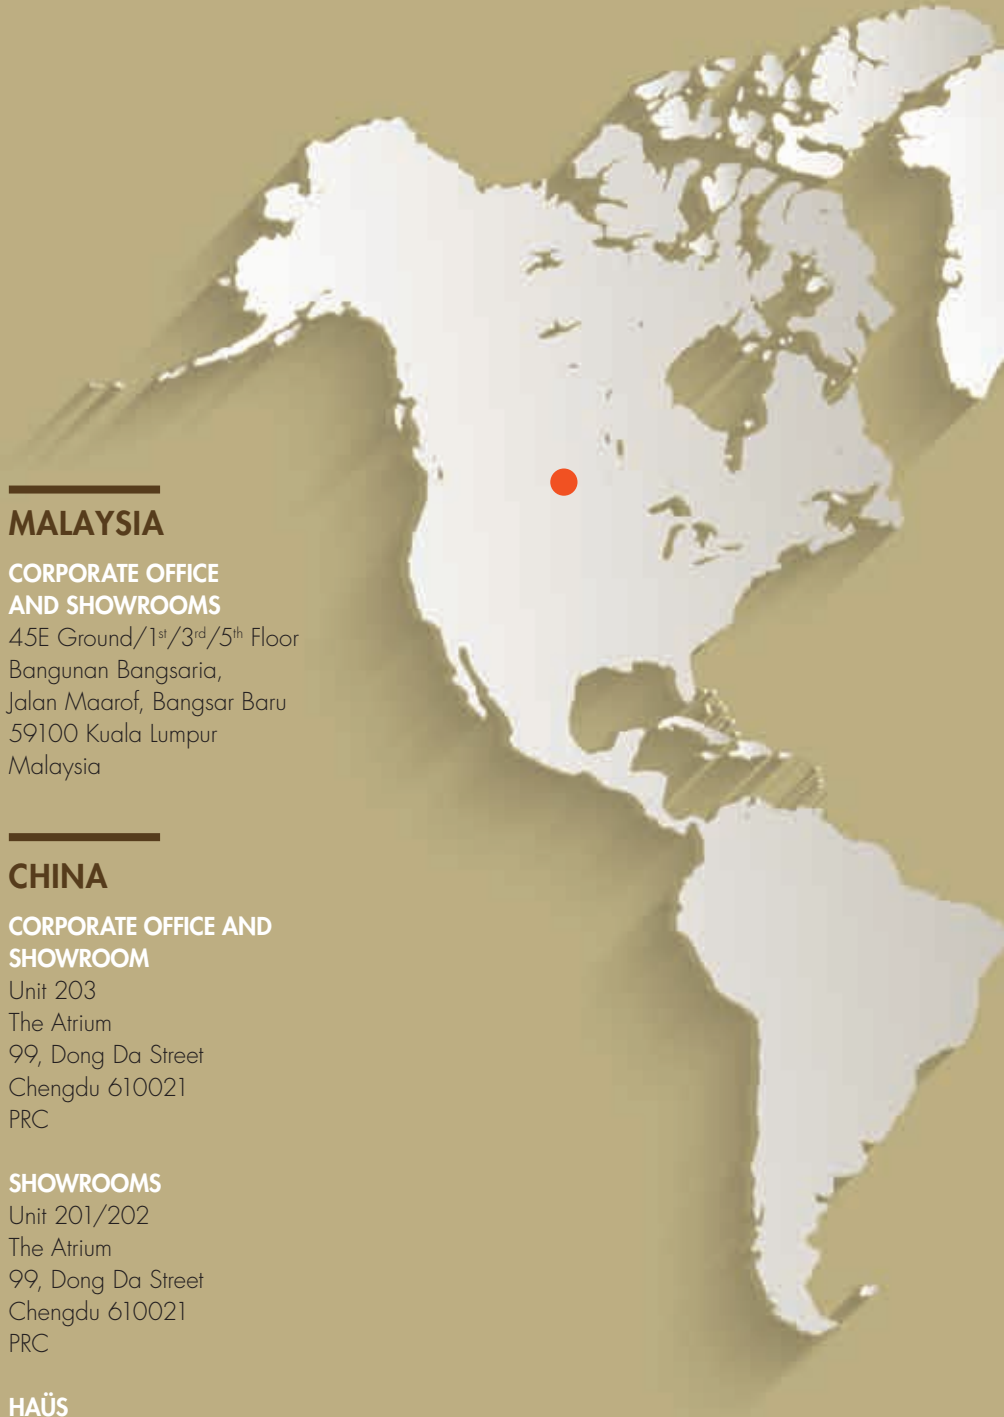 MALAYSIA
CORPORATE OFFICE
AND SHOWROOMS
45E Ground/1st/3rd/5th Floor
Bangunan Bangsaria,
Jalan Maarof, Bangsar Baru
59100 Kuala Lumpur
Malaysia
CHINA
CORPORATE OFFICE AND
SHOWROOM
Unit 203
The Atrium
99, Dong Da Street
Chengdu 610021
PRC
SHOWROOMS
Unit 201/202
The Atrium
99, Dong Da Street
Chengdu 610021
PRC
HAÜS